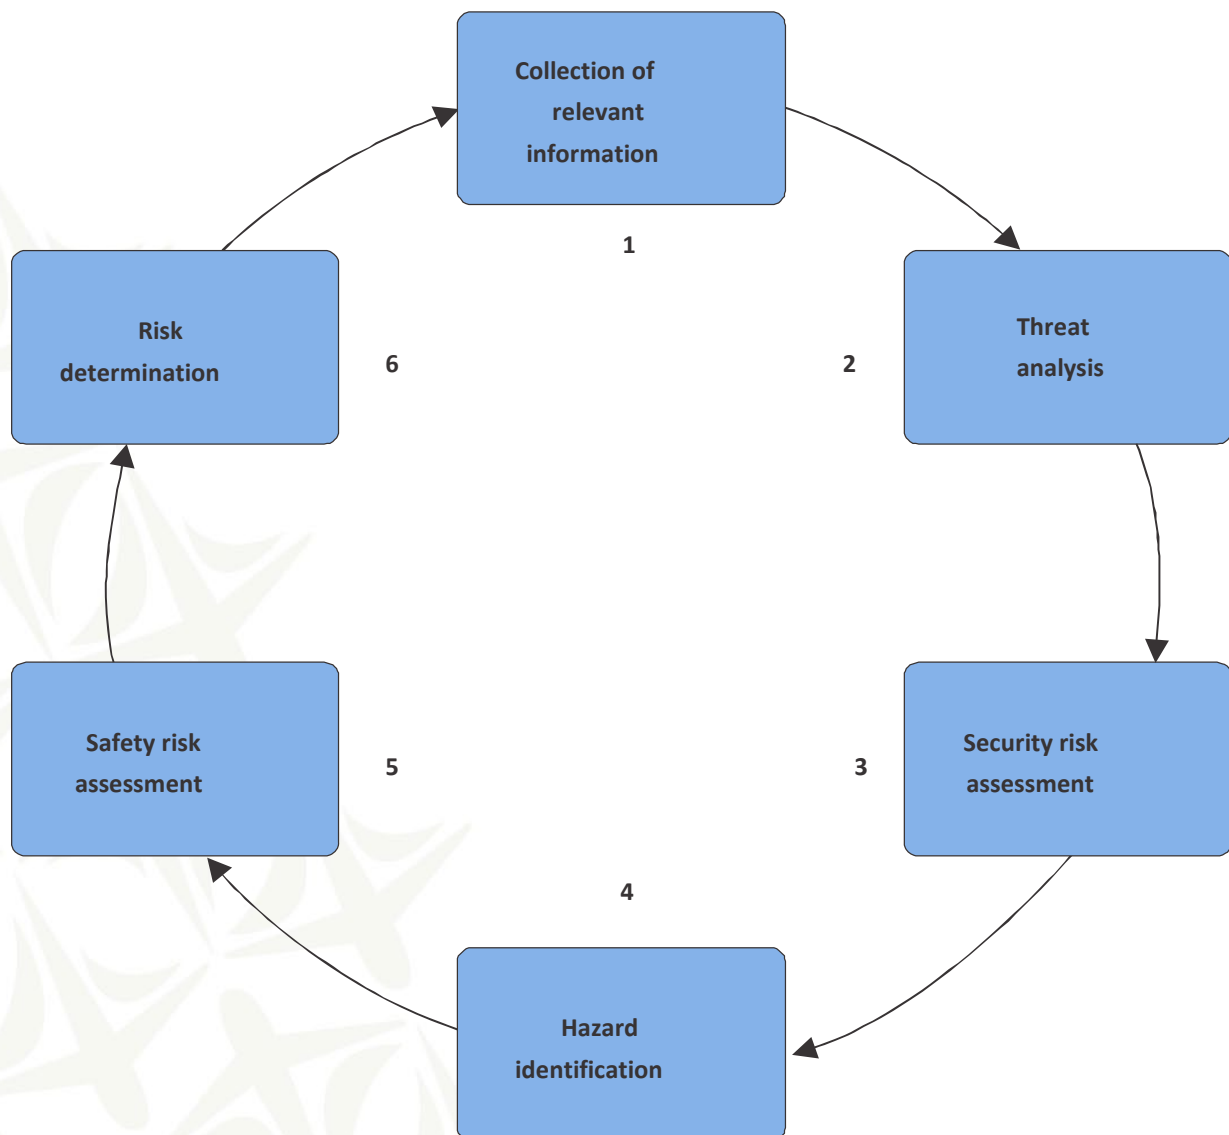 Collection of
relevant
information
1
Threat
analysis
2
Security risk
assessment
3
Hazard
identification
4
Safety risk
assessment
5
Risk
determination
6